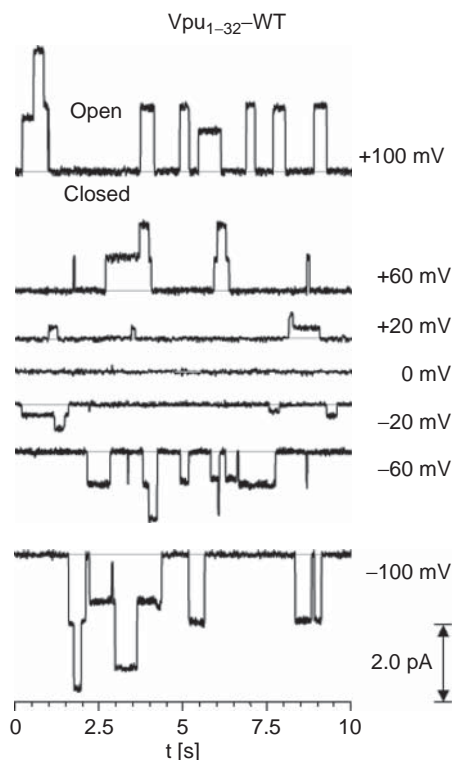 Vpu₁₋₃₂–WT
Open
+100 mV
Closed
+60 mV
+20 mV
0 mV
−20 mV
−60 mV
−100 mV
2.0 pA
0 2.5 5 7.5 10
t [s]